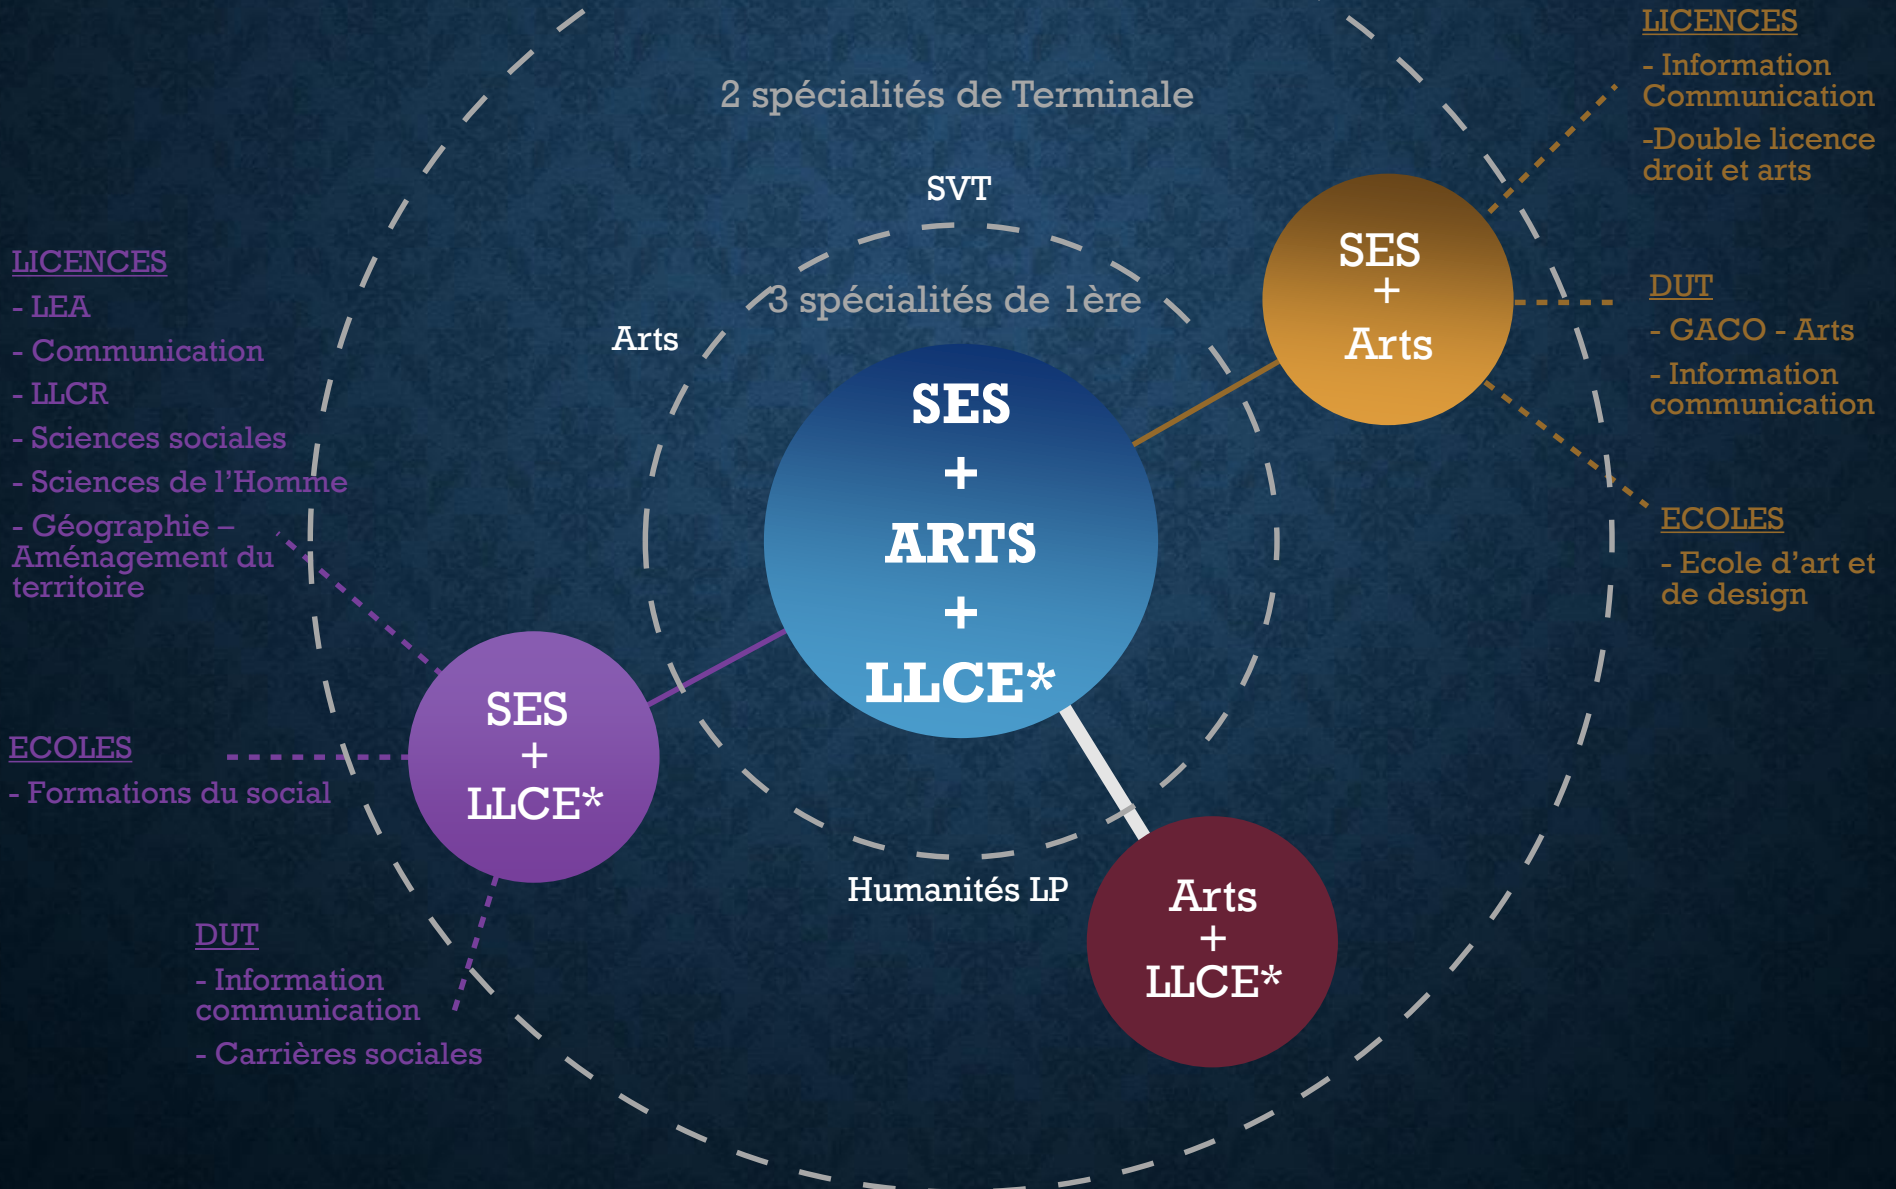 2 spécialités de Terminale
SVT
3 spécialités de 1ère
Arts
SES
+
ARTS
+
LLCE*
Humanités LP
SES
+
Arts
LICENCES
- Information
Communication
-Double licence
droit et arts
DUT
- GACO - Arts
- Information
communication
ECOLES
- Ecole d’art et
de design
LICENCES
- LEA
- Communication
- LLCR
- Sciences sociales
- Sciences de l’Homme
- Géographie –
Aménagement du
territoire
SES
+
LLCE*
ECOLES
- Formations du social
DUT
- Information
communication
- Carrières sociales
Arts
+
LLCE*